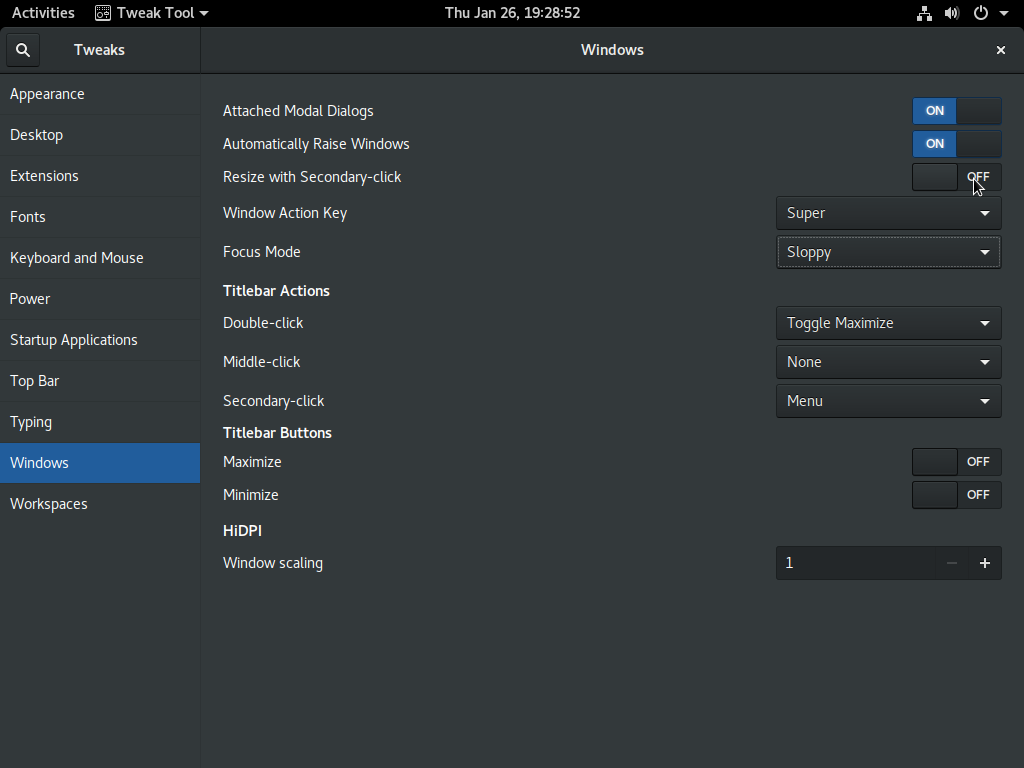 Activities Tweak Tool Thu Jan 26, 19:28:52
Tweaks Windows
Appearance
Desktop
Extensions
Fonts
Keyboard and Mouse
Power
Startup Applications
Top Bar
Typing
Windows
Workspaces
Attached Modal Dialogs ON
Automatically Raise Windows ON
Resize with Secondary-click OFF
Window Action Key Super
Focus Mode Sloppy
Titlebar Actions
Double-click Toggle Maximize
Middle-click None
Secondary-click Menu
Titlebar Buttons
Maximize OFF
Minimize OFF
HiDPI
Window scaling 1 − +